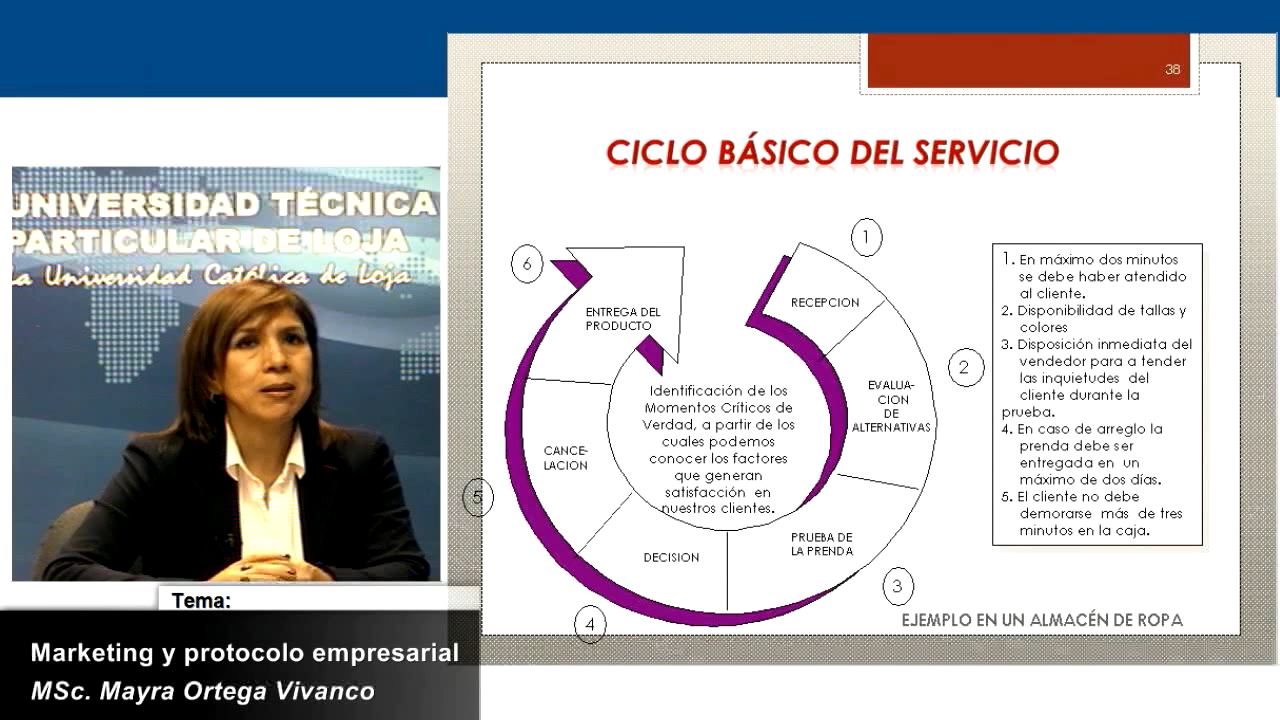 38
CICLO BÁSICO DEL SERVICIO
UNIVERSIDAD TÉCNICA
PARTICULAR DE LOJA
La Universidad Católica de Loja
1
RECEPCION
2
EVALUA-
CION
DE
ALTERNATIVAS
3
PRUEBA DE
LA PRENDA
4
DECISION
5
CANCE-
LACION
6
ENTREGA DEL
PRODUCTO
Identificación de los
Momentos Críticos de
Verdad, a partir de los
cuales podemos
conocer los factores
que generan
satisfacción en
nuestros clientes.
1. En máximo dos minutos
se debe haber atendido
al cliente.
2. Disponibilidad de tallas y
colores
3. Disposición inmediata del
vendedor para a tender
las inquietudes del
cliente durante la
prueba.
4. En caso de arreglo la
prenda debe ser
entregada en un
máximo de dos días.
5. El cliente no debe
demorarse más de tres
minutos en la caja.
EJEMPLO EN UN ALMACÉN DE ROPA
Tema:
Marketing y protocolo empresarial
MSc. Mayra Ortega Vivanco